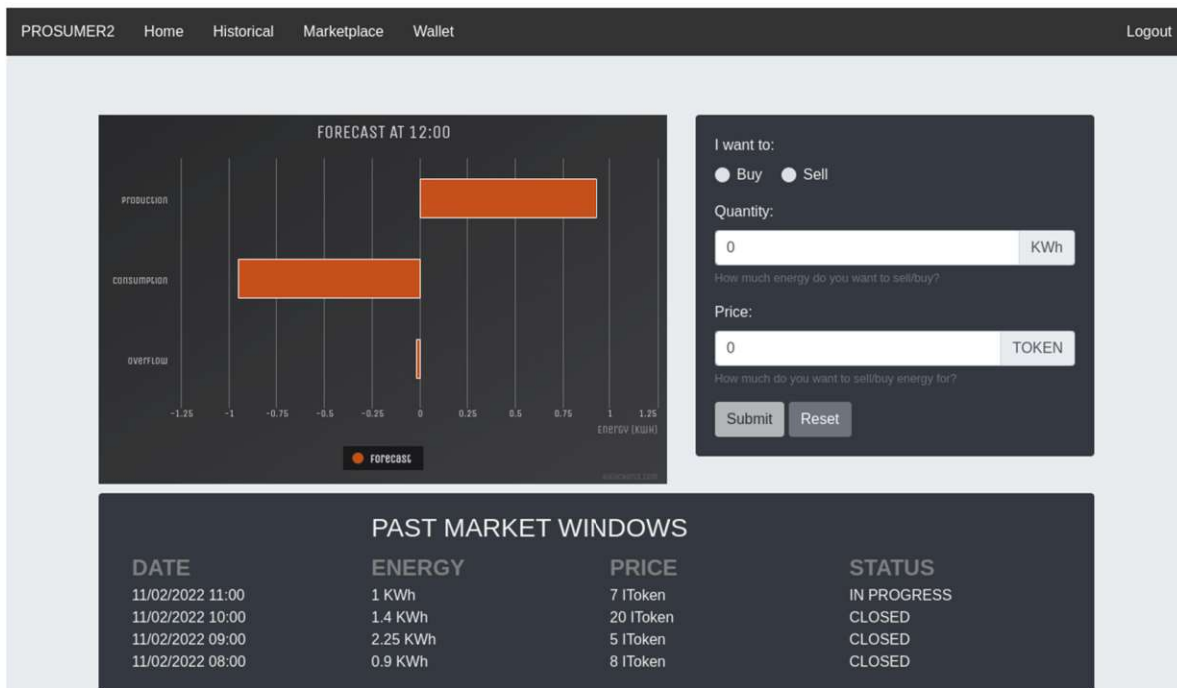 PROSUMER2 Home Historical Marketplace Wallet Logout
FORECAST AT 12:00
Production
Consumption
Overflow
-1.25 -1 -0.75 -0.5 -0.25 0 0.25 0.5 0.75 1 1.25
Energy (KWH)
Forecast
I want to:
Buy Sell
Quantity:
0 KWh
How much energy do you want to sell/buy?
Price:
0 TOKEN
How much do you want to sell/buy energy for?
Submit Reset
PAST MARKET WINDOWS
DATE ENERGY PRICE STATUS
11/02/2022 11:00 1 KWh 7 IToken IN PROGRESS
11/02/2022 10:00 1.4 KWh 20 IToken CLOSED
11/02/2022 09:00 2.25 KWh 5 IToken CLOSED
11/02/2022 08:00 0.9 KWh 8 IToken CLOSED